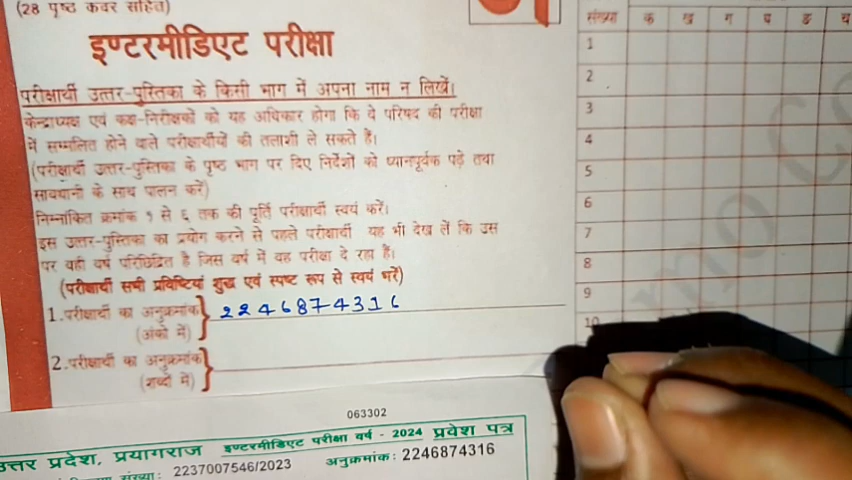 (28 पृष्ठ कवर सहित)
इण्टरमीडिएट परीक्षा
परीक्षार्थी उत्तर-पुस्तिका के किसी भाग में अपना नाम न लिखें।
केन्द्राध्यक्ष एवं कक्ष-निरीक्षकों को यह अधिकार होगा कि वे परिषद की परीक्षा
में सम्मलित होने वाले परीक्षार्थीयों की तलाशी ले सकते हैं।
(परीक्षार्थी उत्तर-पुस्तिका के पृष्ठ भाग पर दिए निर्देशों को ध्यानपूर्वक पढ़े तथा
सावधानी के साथ पालन करें)
निम्नांकित क्रमांक १ से ६ तक की पूर्ति परीक्षार्थी स्वयं करें।
इस उत्तर-पुस्तिका का प्रयोग करने से पहले परीक्षार्थी यह भी देख लें कि उस
पर वही वर्ष परिछिद्रित है जिस वर्ष में वह परीक्षा दे रहा है।
(परीक्षार्थी सभी प्रविष्टियां शुद्ध एवं स्पष्ट रूप से स्वयं भरें)
1.परीक्षार्थी का अनुक्रमांक 2246874316
(अंको में)
2.परीक्षार्थी का अनुक्रमांक
(शब्दों में)
संख्या क ख ग घ ङ च
1
2
3
4
5
6
7
8
9
10
063302
उत्तर प्रदेश, प्रयागराज इण्टरमीडिएट परीक्षा वर्ष - 2024 प्रवेश पत्र
संख्या: 2237007546/2023 अनुक्रमांक: 2246874316